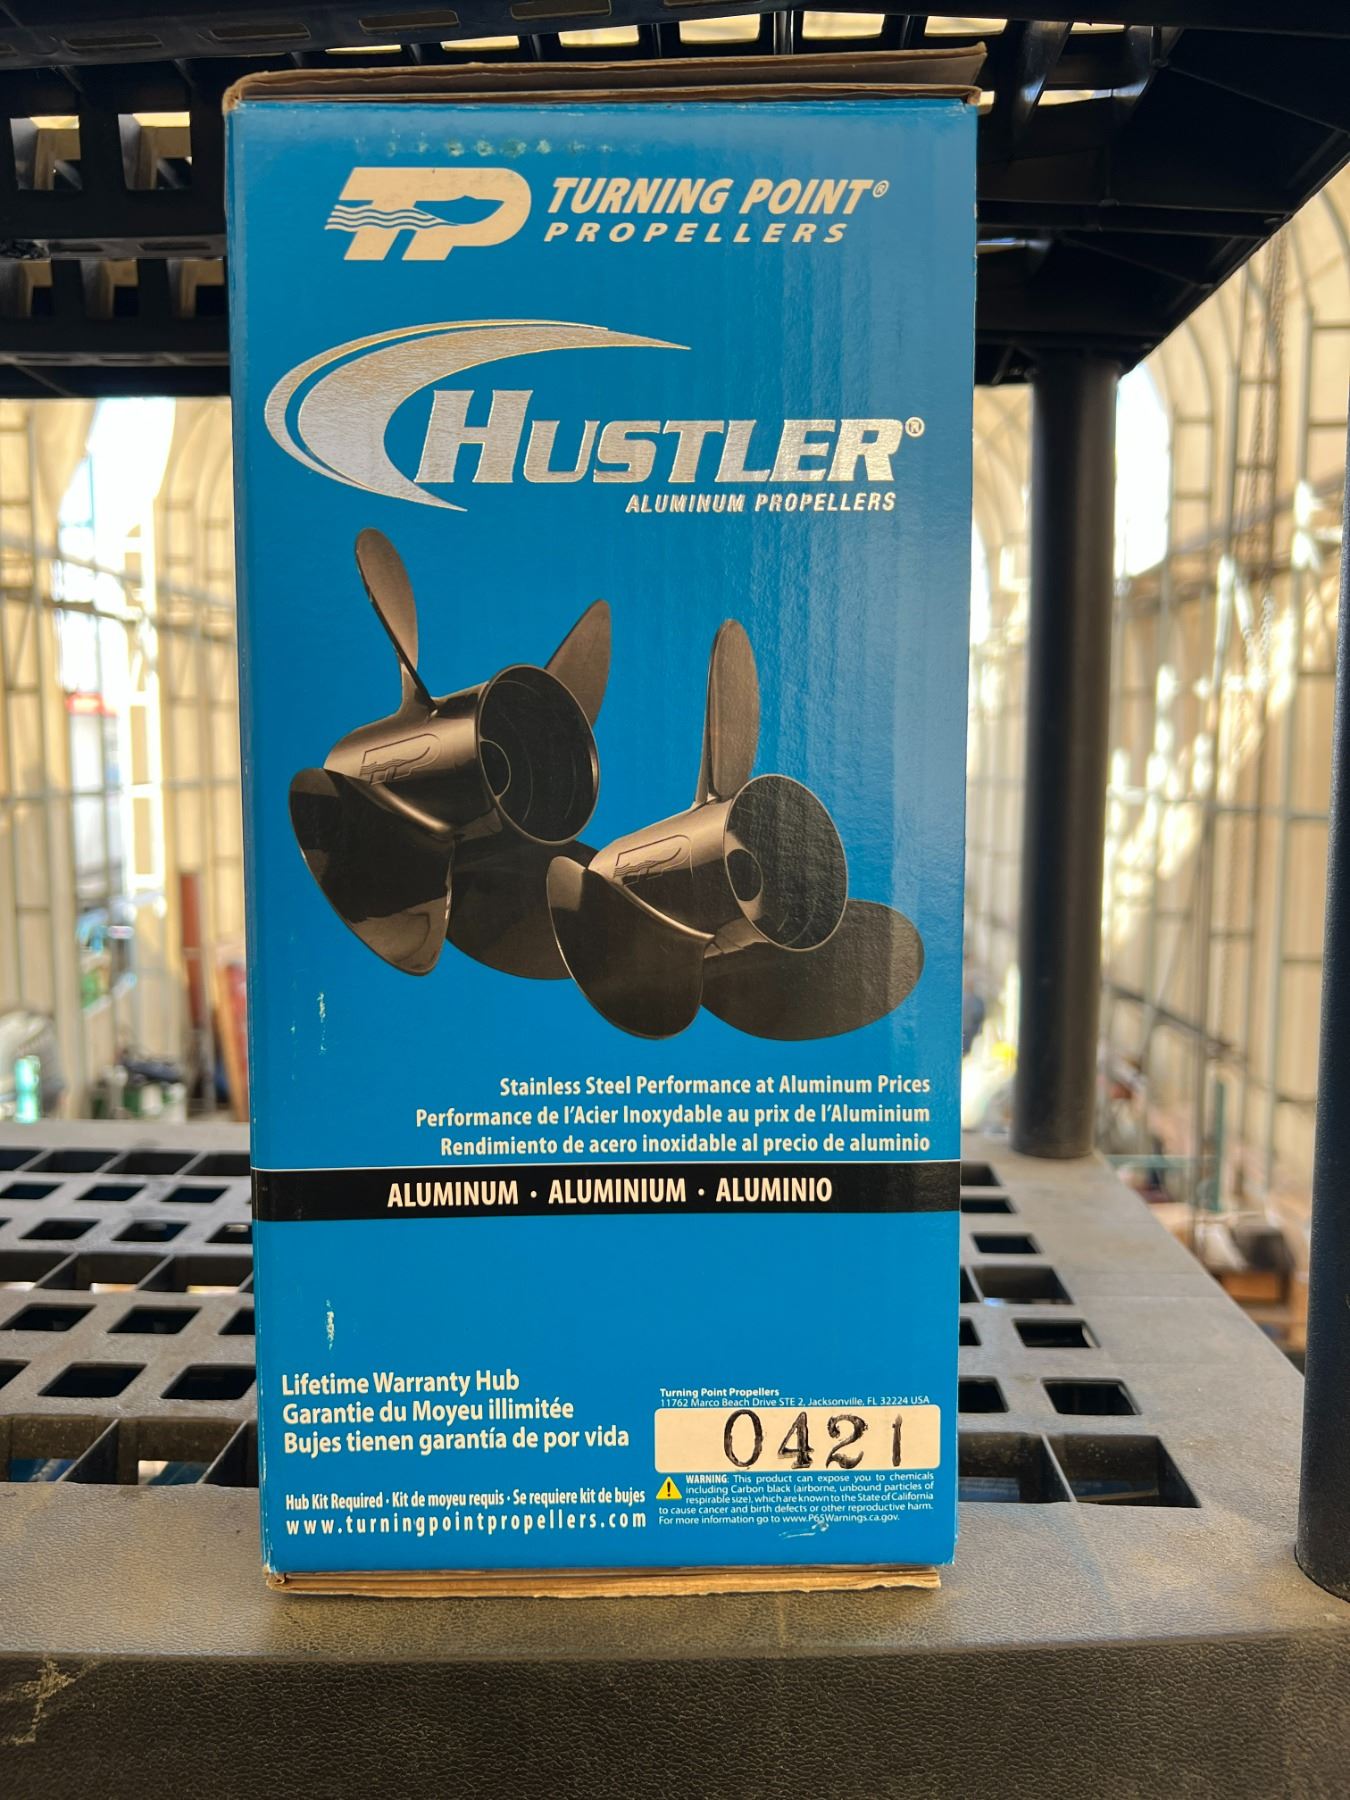 TP TURNING POINT®
PROPELLERS
HUSTLER®
ALUMINUM PROPELLERS
TP
TP
Stainless Steel Performance at Aluminum Prices
Performance de l'Acier Inoxydable au prix de l'Aluminium
Rendimiento de acero inoxidable al precio de aluminio
ALUMINUM · ALUMINIUM · ALUMINIO
Lifetime Warranty Hub
Garantie du Moyeu illimitée
Bujes tienen garantía de por vida
Hub Kit Required · Kit de moyeu requis · Se requiere kit de bujes
www.turningpointpropellers.com
Turning Point Propellers
11762 Marco Beach Drive STE 2, Jacksonville, FL 32224 USA
0421
WARNING: This product can expose you to chemicals
including Carbon black (airborne, unbound particles of
respirable size), which are known to the State of California
to cause cancer and birth defects or other reproductive harm.
For more information go to www.P65Warnings.ca.gov.